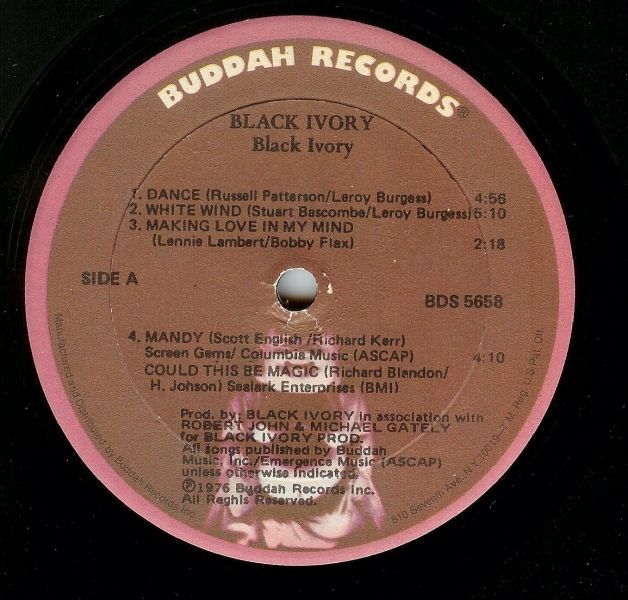 BUDDAH RECORDS®
BLACK IVORY
Black Ivory
1. DANCE (Russell Patterson/Leroy Burgess) 4:56
2. WHITE WIND (Stuart Bascombe/Leroy Burgess) 5:10
3. MAKING LOVE IN MY MIND
(Lennie Lambert/Bobby Flax) 2:18
SIDE A
BDS 5658
4. MANDY (Scott English /Richard Kerr)
Screen Gems/ Columbia Music (ASCAP) 4:10
COULD THIS BE MAGIC (Richard Blandon/
H. Johson) Sealark Enterprises (BMI)
Prod. by: BLACK IVORY in association with
ROBERT JOHN & MICHAEL GATELY
for BLACK IVORY PROD.
All songs published by Buddah
Music, Inc./Emergence Music (ASCAP)
unless otherwise indicated.
Ⓟ1976 Buddah Records Inc.
All Reghts Reserved.
Manufactured and distributed by Buddah Records Inc.
810 Seventh Ave., N.Y. 10019—T.M. Reg. U.S. Pat. Off.